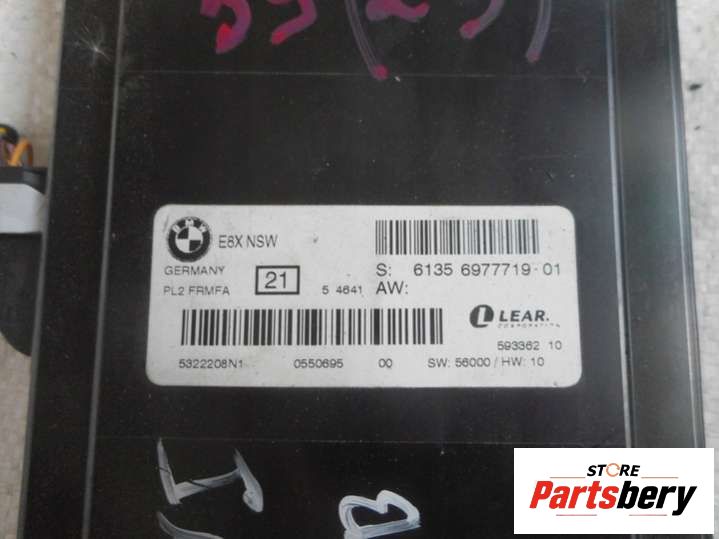 BMW
E8X NSW
GERMANY
21
PL2 FRMFA
5 4641
S: 6135 6977719-01
AW:
LEAR.
CORPORATION
593362 10
5322208N1 0550695 00 SW: 56000 / HW: 10
STORE
Partsbery